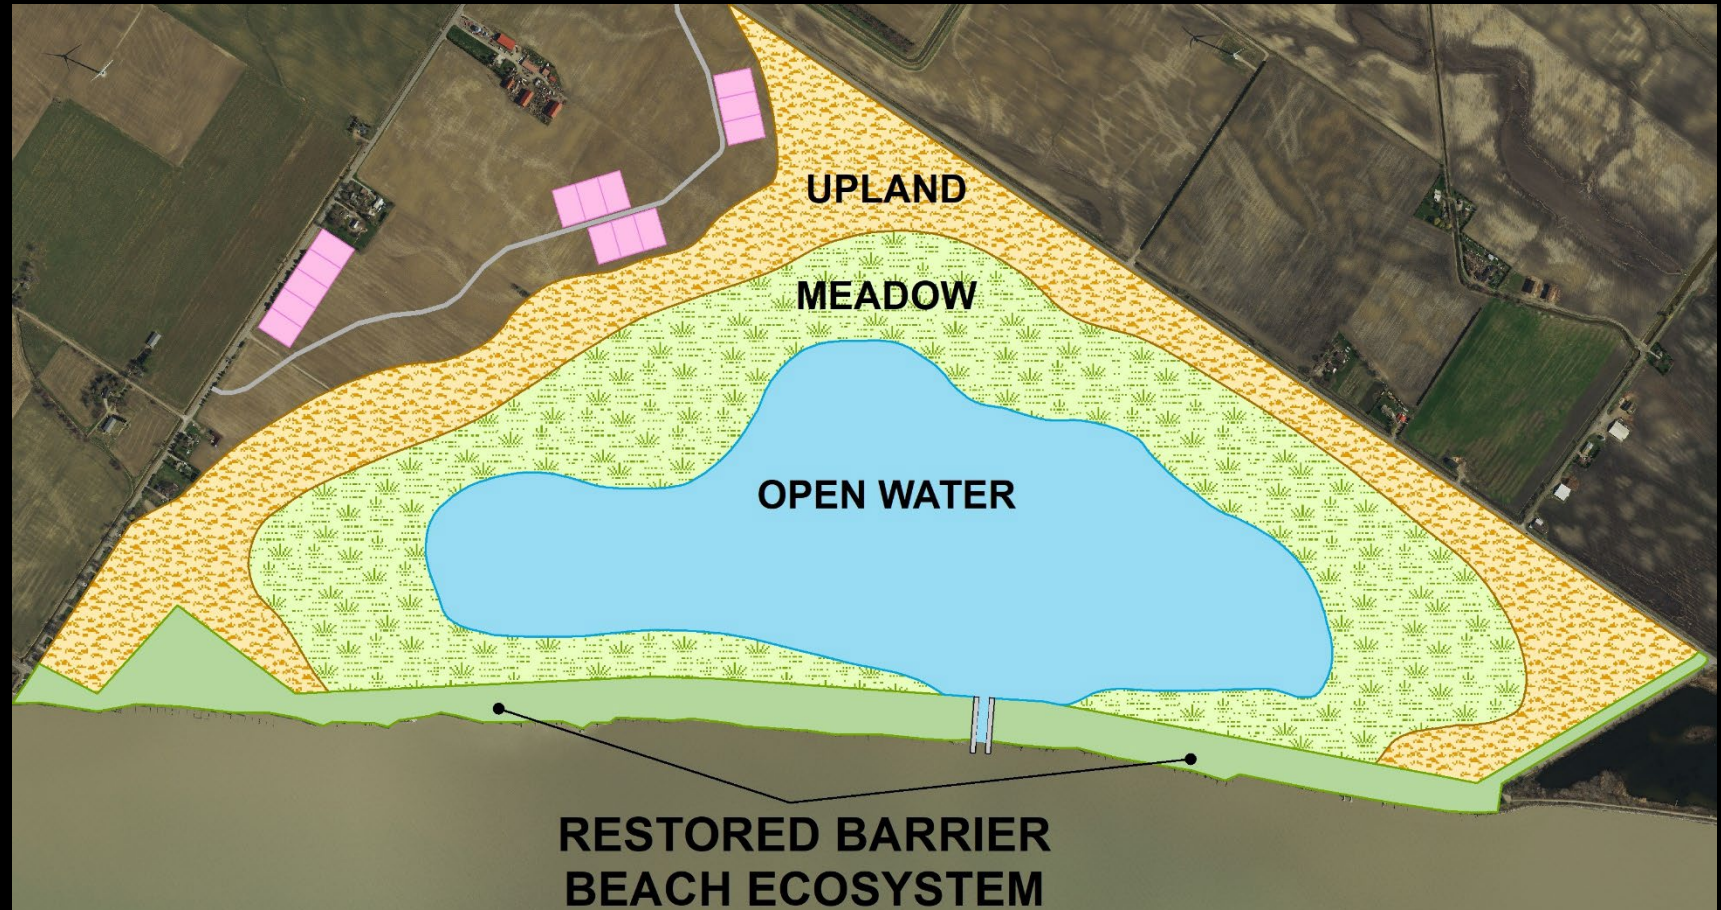 UPLAND
MEADOW
OPEN WATER
RESTORED BARRIER
BEACH ECOSYSTEM